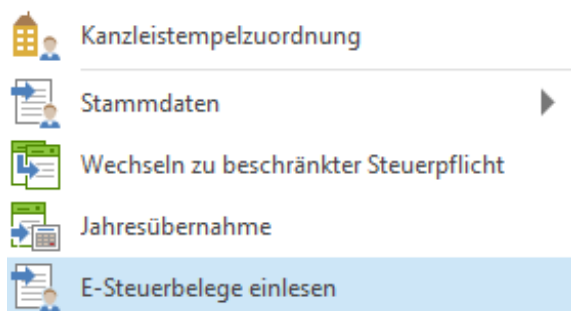 Kanzleistempelzuordnung
Stammdaten
Wechseln zu beschränkter Steuerpflicht
Jahresübernahme
E-Steuerbelege einlesen